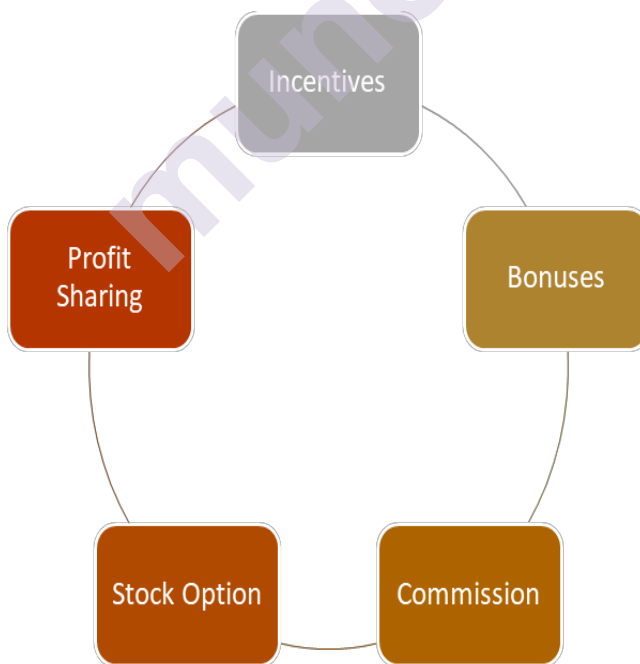 Incentives
Profit
Sharing
Bonuses
Stock Option
Commission